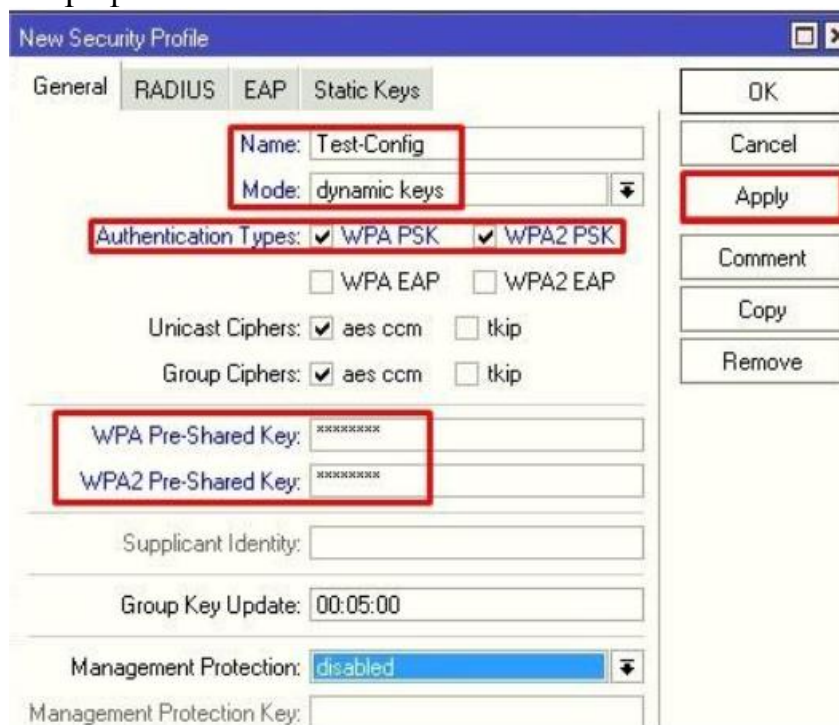 New Security Profile
General RADIUS EAP Static Keys
OK
Name: Test-Config
Cancel
Mode: dynamic keys
Apply
Authentication Types: WPA PSK WPA2 PSK
Comment
WPA EAP WPA2 EAP
Copy
Unicast Ciphers: aes ccm tkip
Remove
Group Ciphers: aes ccm tkip
WPA Pre-Shared Key: ********
WPA2 Pre-Shared Key: ********
Supplicant Identity:
Group Key Update: 00:05:00
Management Protection: disabled
Management Protection Key: